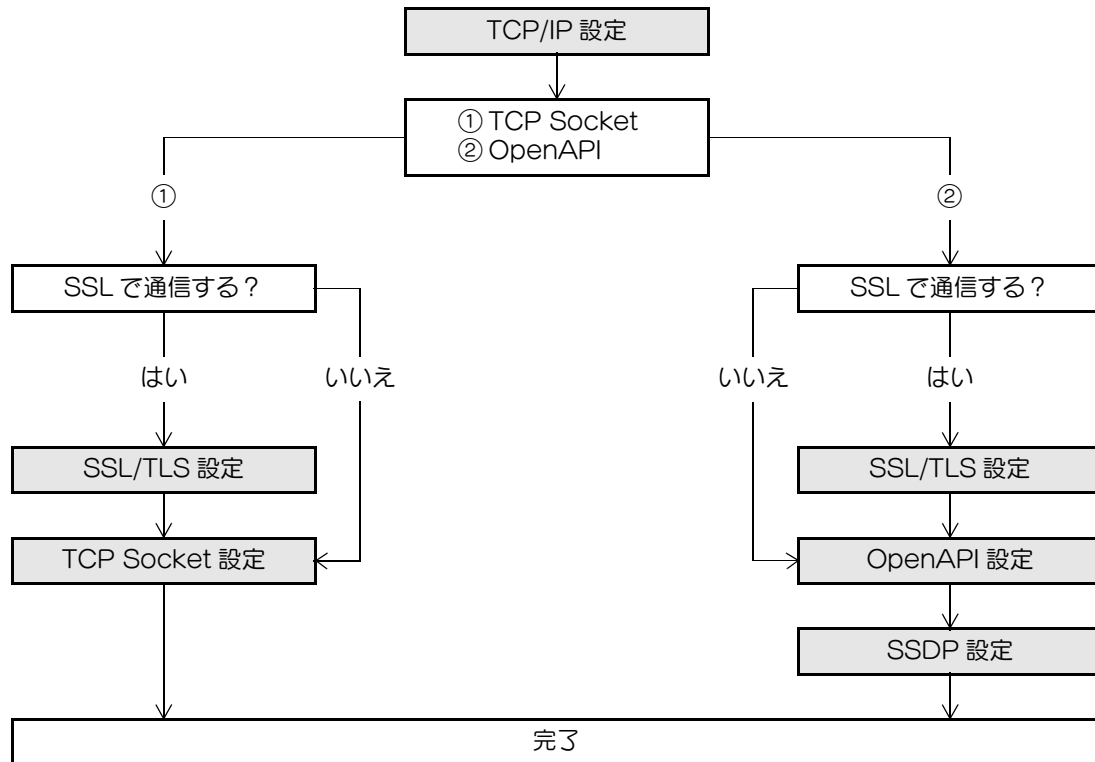 TCP/IP 設定
① TCP Socket
② OpenAPI
①
②
SSL で通信する？
SSL で通信する？
はい
いいえ
いいえ
はい
SSL/TLS 設定
SSL/TLS 設定
TCP Socket 設定
OpenAPI 設定
SSDP 設定
完了